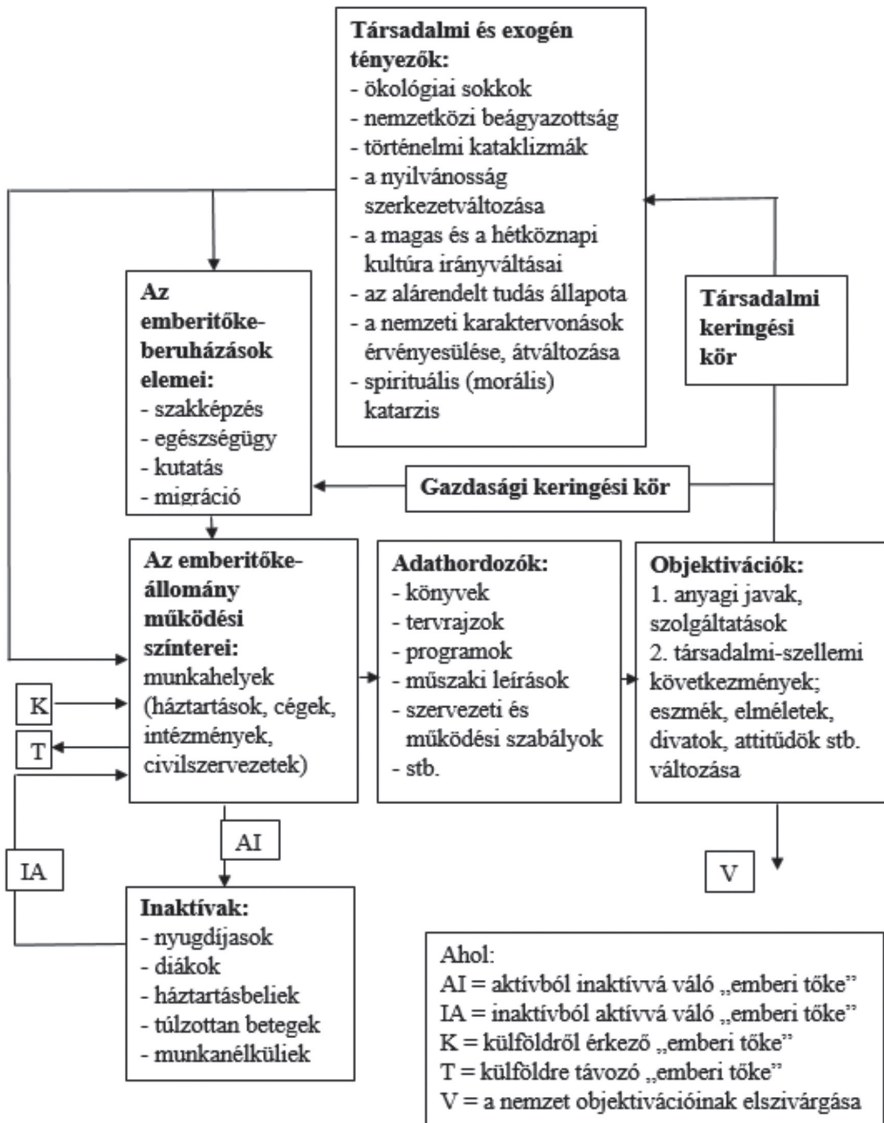 Társadalmi és exogén
tényezők:
- ökológiai sokkok
- nemzetközi beágyazottság
- történelmi kataklizmák
- a nyilvánosság
szerkezetváltozása
- a magas és a hétköznapi
kultúra irányváltásai
- az alárendelt tudás állapota
- a nemzeti karaktervonások
érvényesülése, átváltozása
- spirituális (morális)
katarzis
Az
emberitőke-
beruházások
elemei:
- szakképzés
- egészségügy
- kutatás
- migráció
Társadalmi
keringési
kör
Gazdasági keringési kör
Az emberitőke-
állomány
működési
színterei:
munkahelyek
(háztartások, cégek,
intézmények,
civilszervezetek)
Adathordozók:
- könyvek
- tervrajzok
- programok
- műszaki leírások
- szervezeti és
működési szabályok
- stb.
Objektivációk:
1. anyagi javak,
szolgáltatások
2. társadalmi-szellemi
következmények;
eszmék, elméletek,
divatok, attitűdök stb.
változása
K
T
AI
IA
V
Inaktívak:
- nyugdíjasok
- diákok
- háztartásbeliek
- túlzottan betegek
- munkanélküliek
Ahol:
AI = aktívból inaktívvá váló „emberi tőke”
IA = inaktívból aktívvá váló „emberi tőke”
K = külföldről érkező „emberi tőke”
T = külföldre távozó „emberi tőke”
V = a nemzet objektivációinak elszivárgása